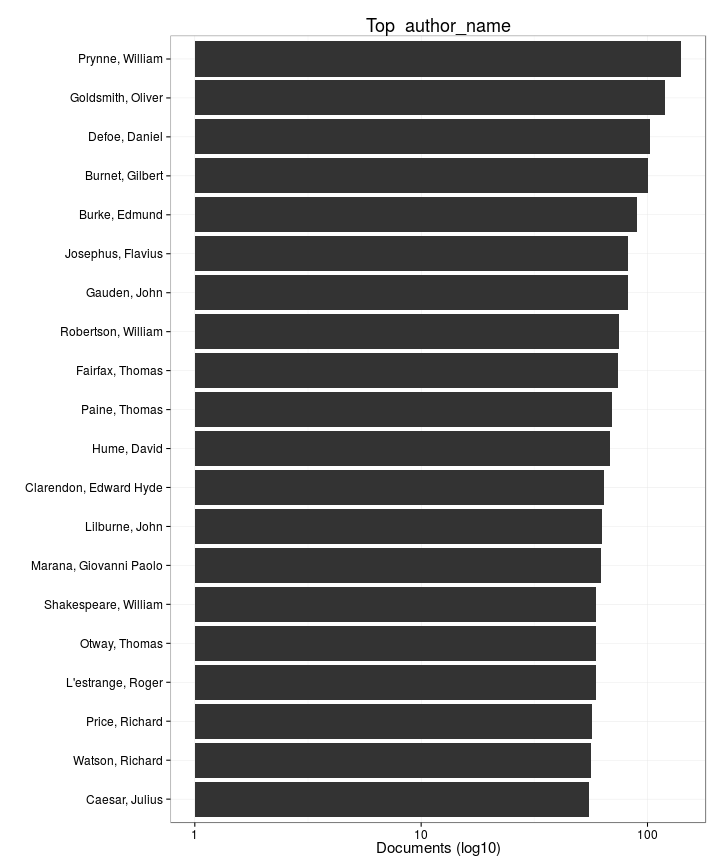 Top author_name
Prynne, William
Goldsmith, Oliver
Defoe, Daniel
Burnet, Gilbert
Burke, Edmund
Josephus, Flavius
Gauden, John
Robertson, William
Fairfax, Thomas
Paine, Thomas
Hume, David
Clarendon, Edward Hyde
Lilburne, John
Marana, Giovanni Paolo
Shakespeare, William
Otway, Thomas
L'estrange, Roger
Price, Richard
Watson, Richard
Caesar, Julius
1 10 100
Documents (log10)